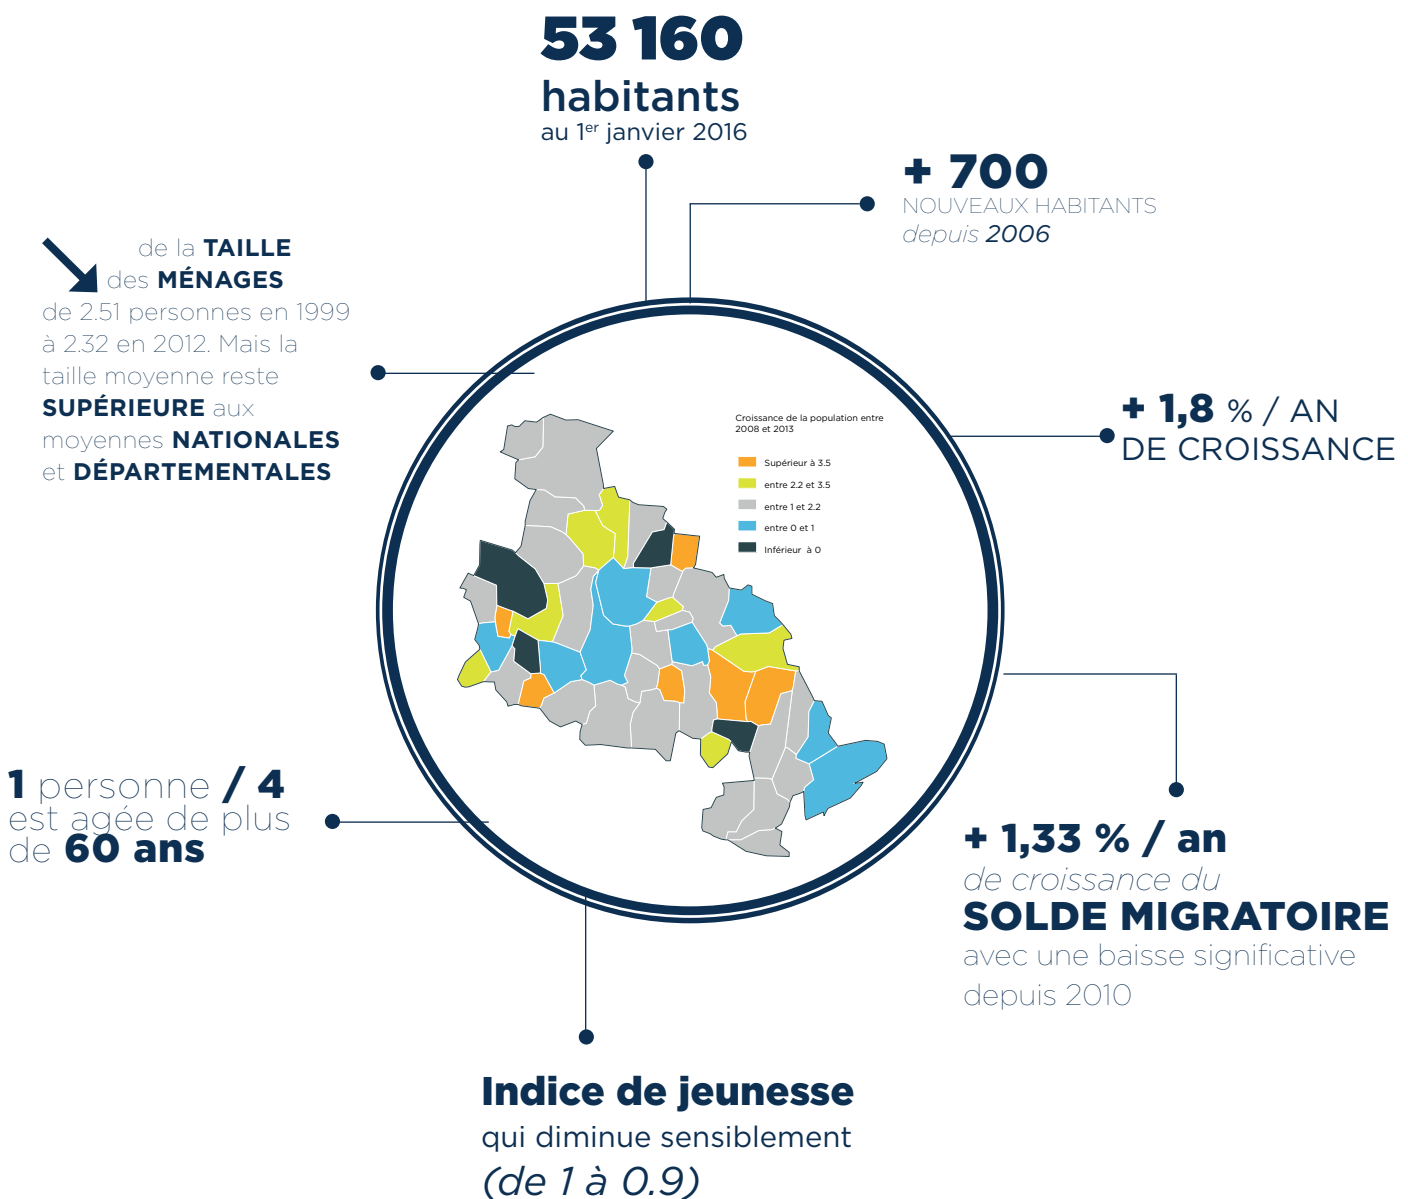 53 160
habitants
au 1er janvier 2016
+ 700
NOUVEAUX HABITANTS
depuis 2006
de la TAILLE
des MÉNAGES
de 2.51 personnes en 1999
à 2.32 en 2012. Mais la
taille moyenne reste
SUPÉRIEURE aux
moyennes NATIONALES
et DÉPARTEMENTALES
+ 1,8 % / AN
DE CROISSANCE
Croissance de la population entre
2008 et 2013
Supérieur à 3.5
entre 2.2 et 3.5
entre 1 et 2.2
entre 0 et 1
Inférieur à 0
1 personne / 4
est agée de plus
de 60 ans
+ 1,33 % / an
de croissance du
SOLDE MIGRATOIRE
avec une baisse significative
depuis 2010
Indice de jeunesse
qui diminue sensiblement
(de 1 à 0.9)